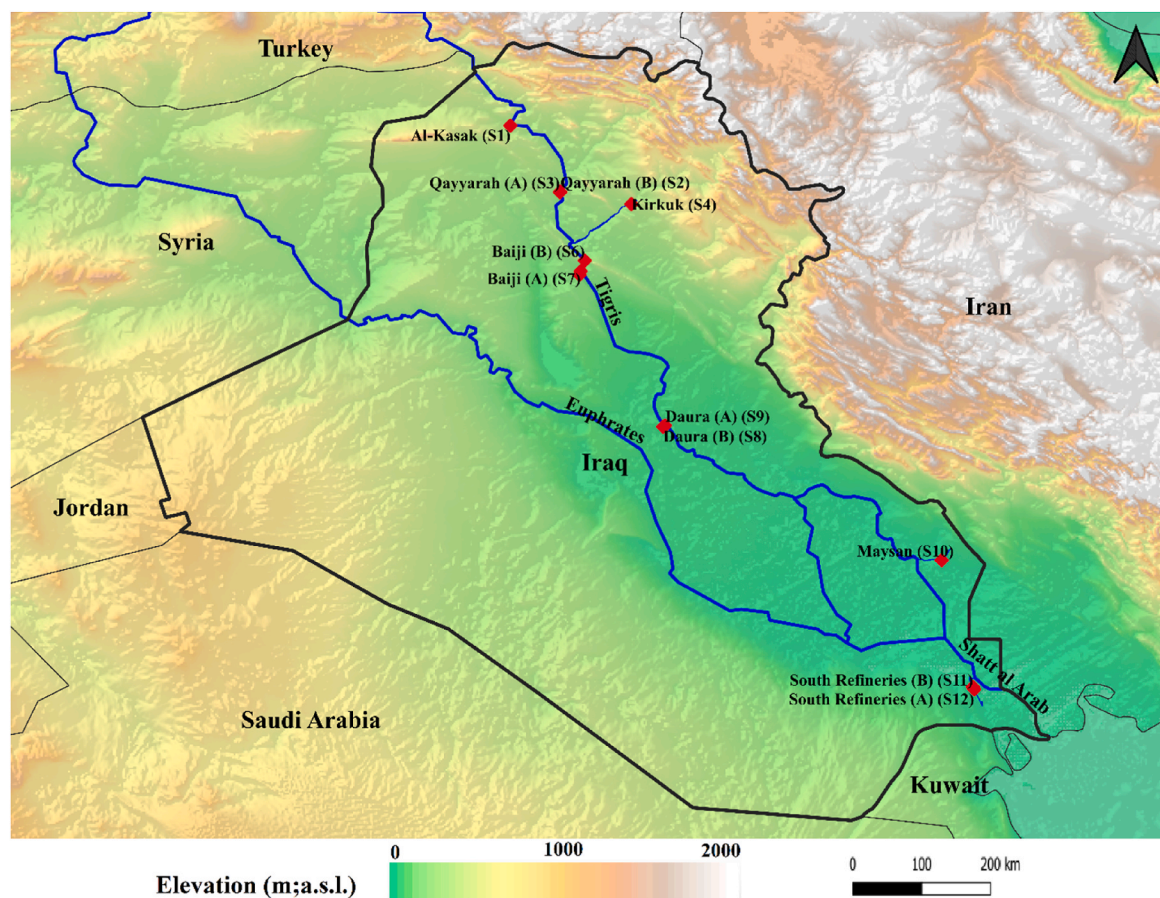 Turkey
Al-Kasak (S1)
Qayyarah (A) (S3)
Qayyarah (B) (S2)
Kirkuk (S4)
Syria
Baiji (B) (S6)
Baiji (A) (S7)
Tigris
Iran
Euphrates
Daura (A) (S9)
Daura (B) (S8)
Iraq
Jordan
Maysan (S10)
Shatt al Arab
South Refineries (B) (S11)
South Refineries (A) (S12)
Saudi Arabia
Kuwait
0 1000 2000
Elevation (m;a.s.l.)
0 100 200 km